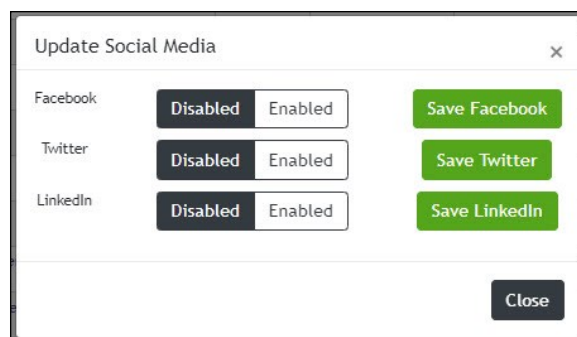 Update Social Media ×
Facebook Disabled Enabled Save Facebook
Twitter Disabled Enabled Save Twitter
LinkedIn Disabled Enabled Save LinkedIn
Close